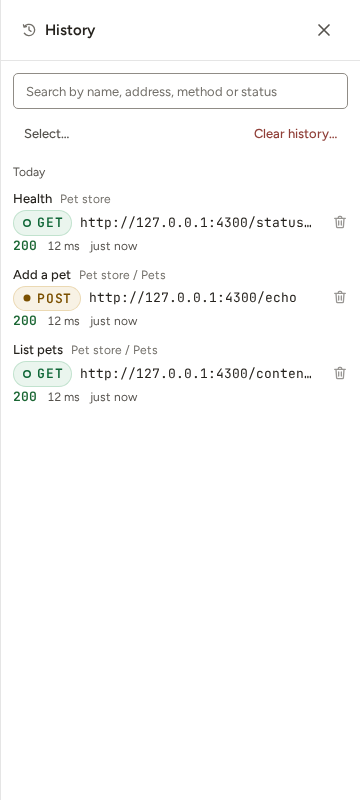 History
Search by name, address, method or status
Select…
Clear history…
Today
Health Pet store
GET http://127.0.0.1:4300/status…
200 12 ms just now
Add a pet Pet store / Pets
POST http://127.0.0.1:4300/echo
200 12 ms just now
List pets Pet store / Pets
GET http://127.0.0.1:4300/conten…
200 12 ms just now